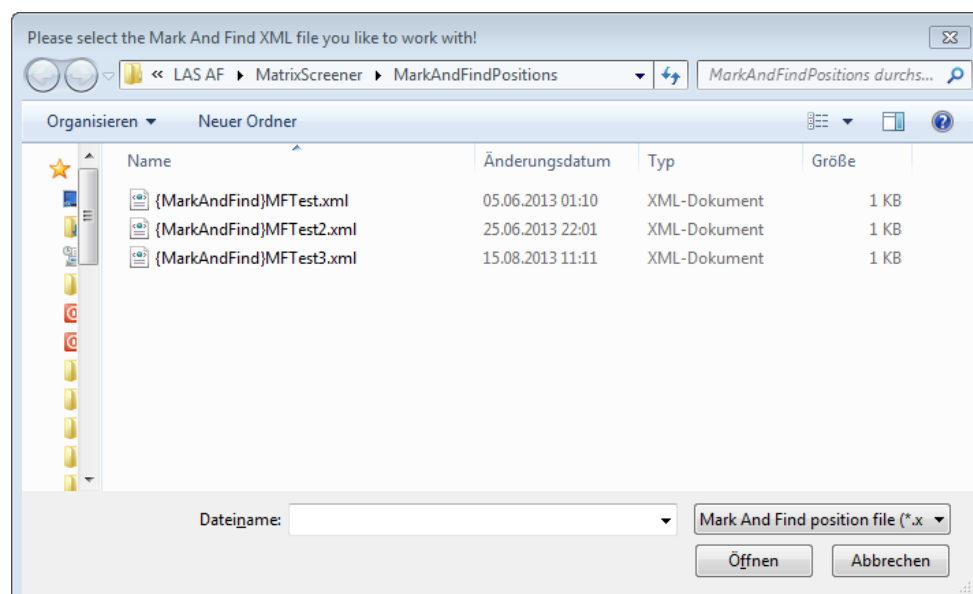 Please select the Mark And Find XML file you like to work with!
« LAS AF ▸ MatrixScreener ▸ MarkAndFindPositions MarkAndFindPositions durchs...
Organisieren Neuer Ordner
Name Änderungsdatum Typ Größe
{MarkAndFind}MFTest.xml 05.06.2013 01:10 XML-Dokument 1 KB
{MarkAndFind}MFTest2.xml 25.06.2013 22:01 XML-Dokument 1 KB
{MarkAndFind}MFTest3.xml 15.08.2013 11:11 XML-Dokument 1 KB
Dateiname: Mark And Find position file (*.x
Öffnen Abbrechen